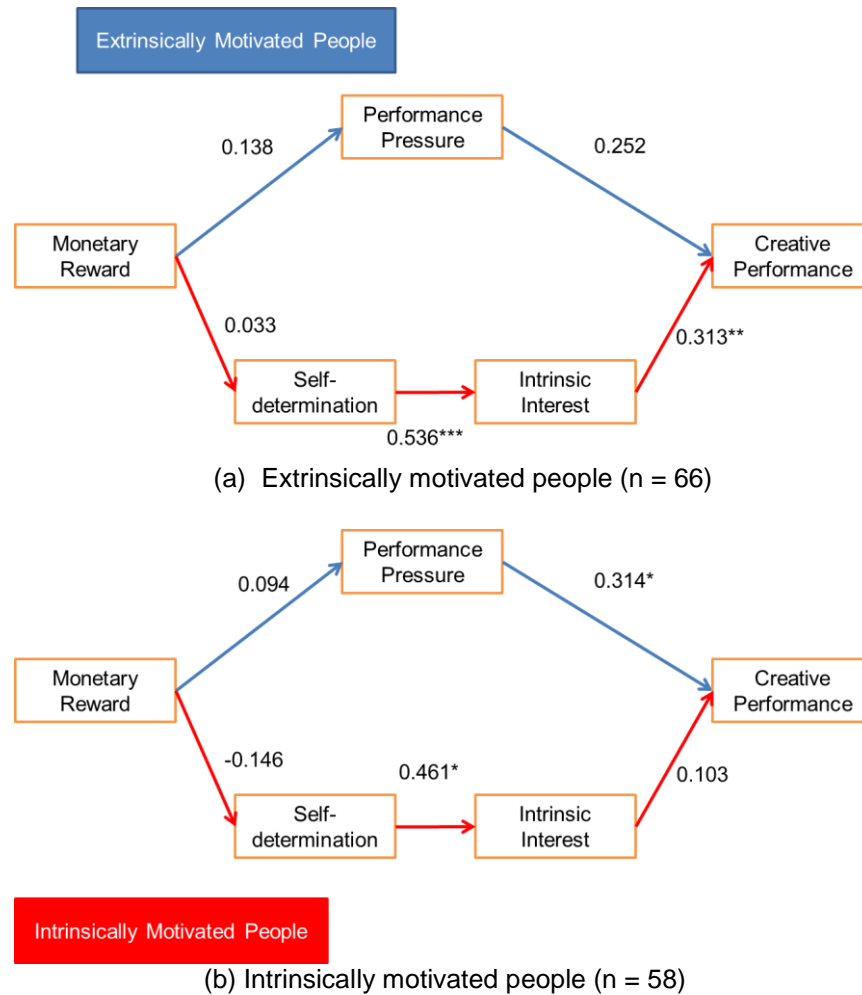 Extrinsically Motivated People
Performance
Pressure
0.138
0.252
Monetary
Reward
Creative
Performance
0.033
0.313**
Self-
determination
Intrinsic
Interest
0.536***
(a) Extrinsically motivated people (n = 66)
Performance
Pressure
0.094
0.314*
Monetary
Reward
Creative
Performance
-0.146
0.461*
0.103
Self-
determination
Intrinsic
Interest
Intrinsically Motivated People
(b) Intrinsically motivated people (n = 58)